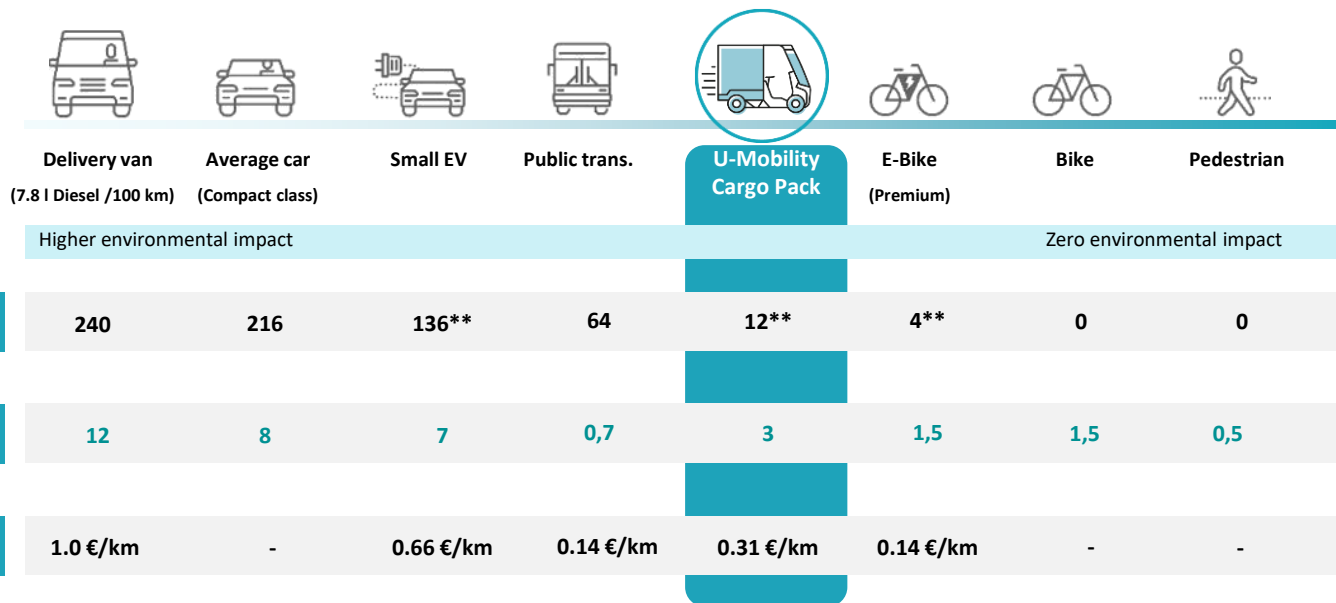 Delivery van Average car Small EV Public trans. U-Mobility E-Bike Bike Pedestrian
(7.8 l Diesel /100 km) (Compact class) Cargo Pack (Premium)
Higher environmental impact Zero environmental impact
240 216 136** 64 12** 4** 0 0
12 8 7 0,7 3 1,5 1,5 0,5
1.0 €/km - 0.66 €/km 0.14 €/km 0.31 €/km 0.14 €/km - -